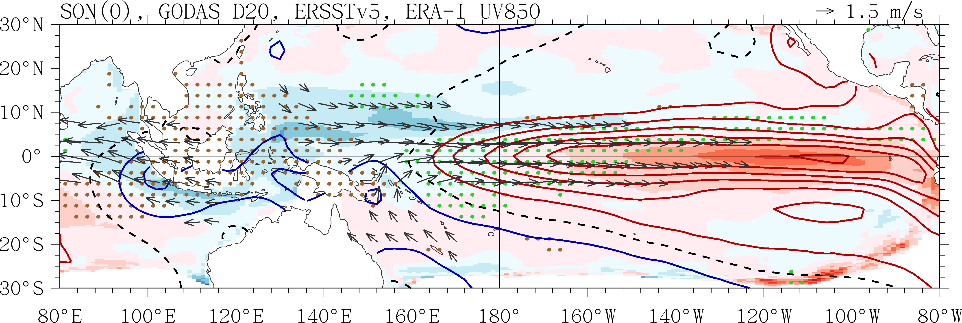 SON(0), GODAS D20, ERSSTv5, ERA-I UV850
1.5 m/s
30°N
20°N
10°N
0°
10°S
20°S
30°S
80°E 100°E 120°E 140°E 160°E 180° 160°W 140°W 120°W 100°W 80°W